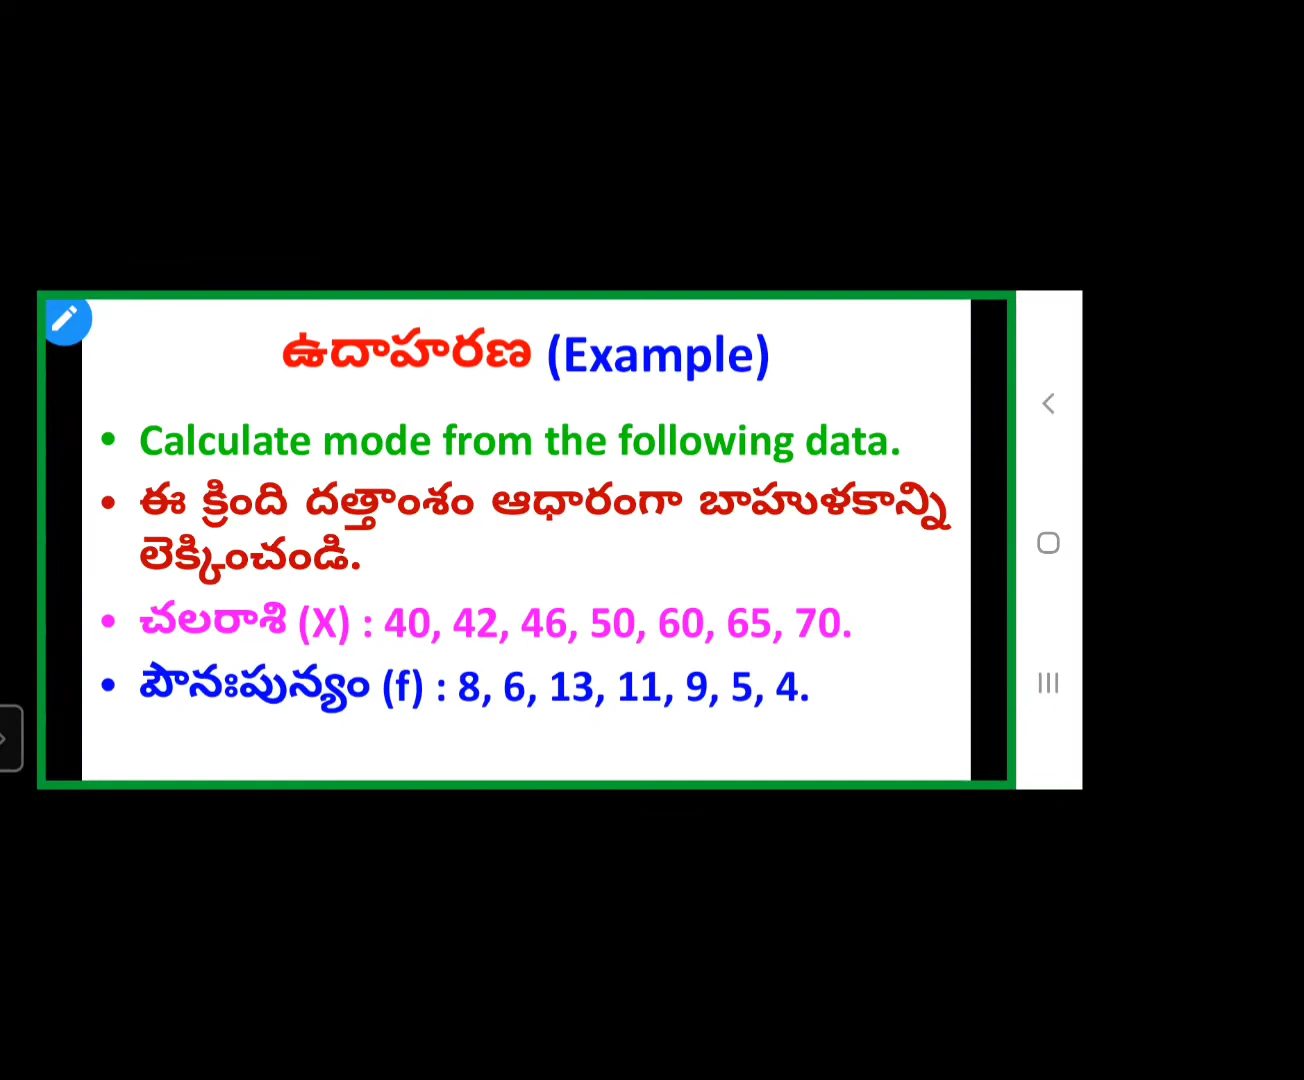 ఉదాహరణ (Example)
• Calculate mode from the following data.
• ఈ క్రింది దత్తాంశం ఆధారంగా బాహుళకాన్ని
లెక్కించండి.
• చలరాశి (X) : 40, 42, 46, 50, 60, 65, 70.
• పౌనఃపున్యం (f) : 8, 6, 13, 11, 9, 5, 4.